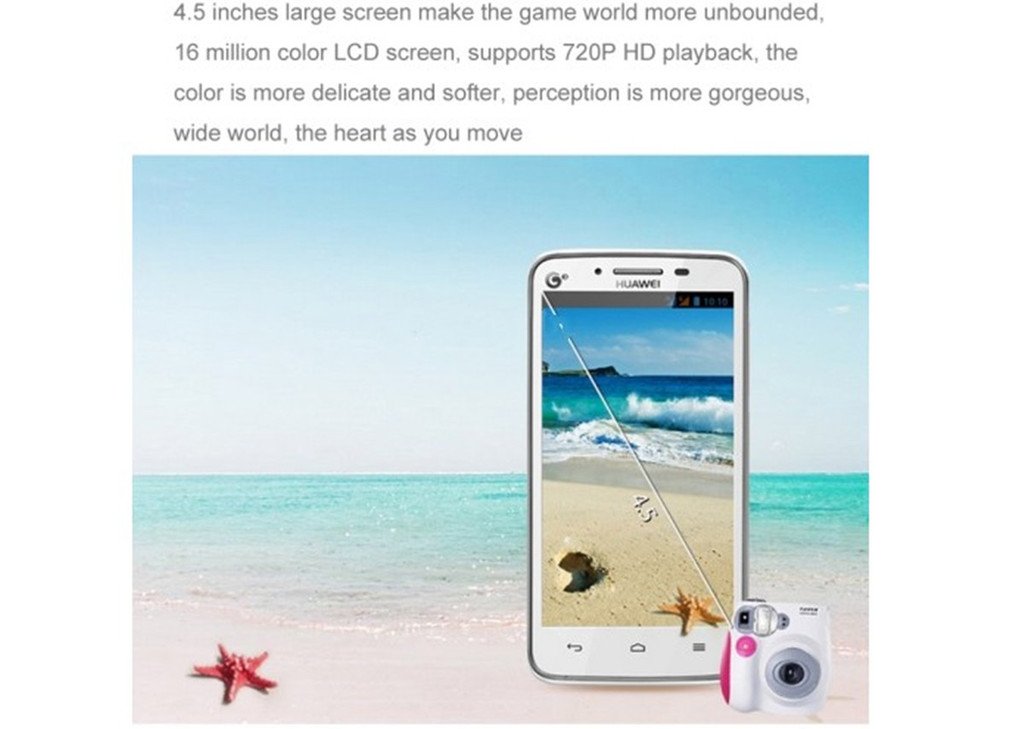 4.5 inches large screen make the game world more unbounded,
16 million color LCD screen, supports 720P HD playback, the
color is more delicate and softer, perception is more gorgeous,
wide world, the heart as you move
HUAWEI
10:10
4.5